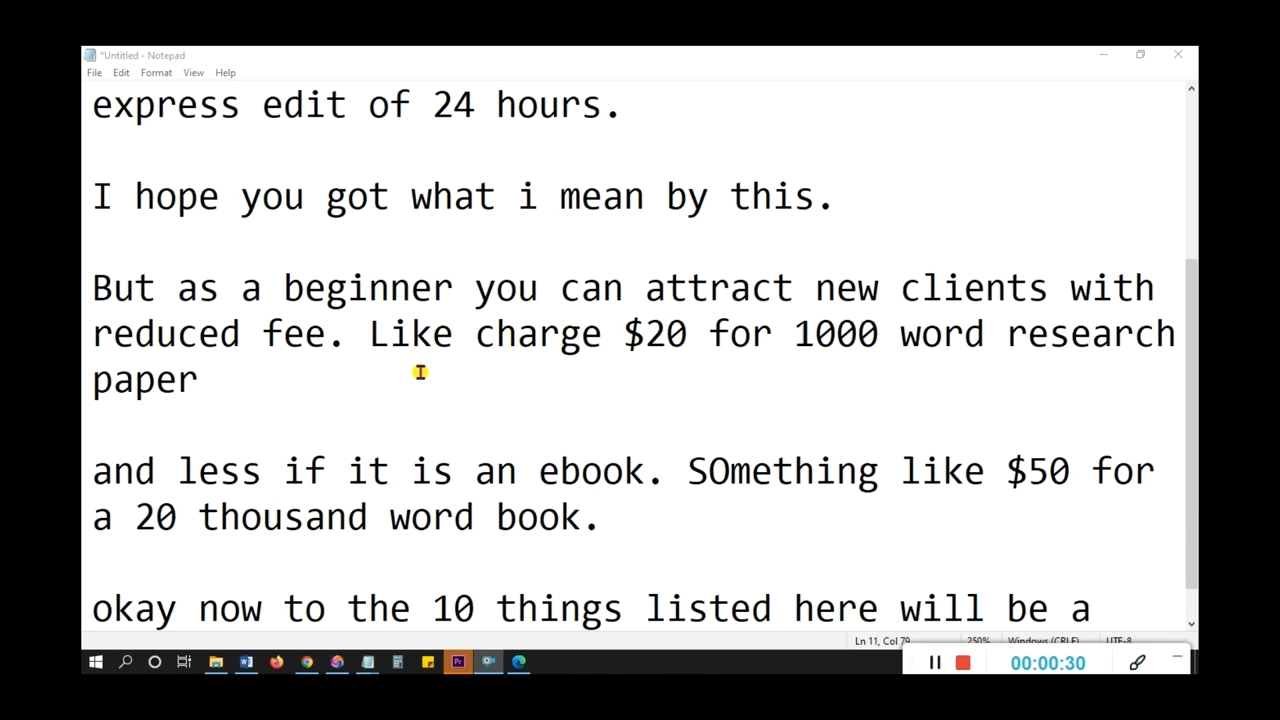 *Untitled - Notepad
File Edit Format View Help
express edit of 24 hours.
I hope you got what i mean by this.
But as a beginner you can attract new clients with
reduced fee. Like charge $20 for 1000 word research
paper
and less if it is an ebook. SOmething like $50 for
a 20 thousand word book.
okay now to the 10 things listed here will be a
Ln 11, Col 79 250% Windows (CRLF) UTF-8
W Pr
00:00:30